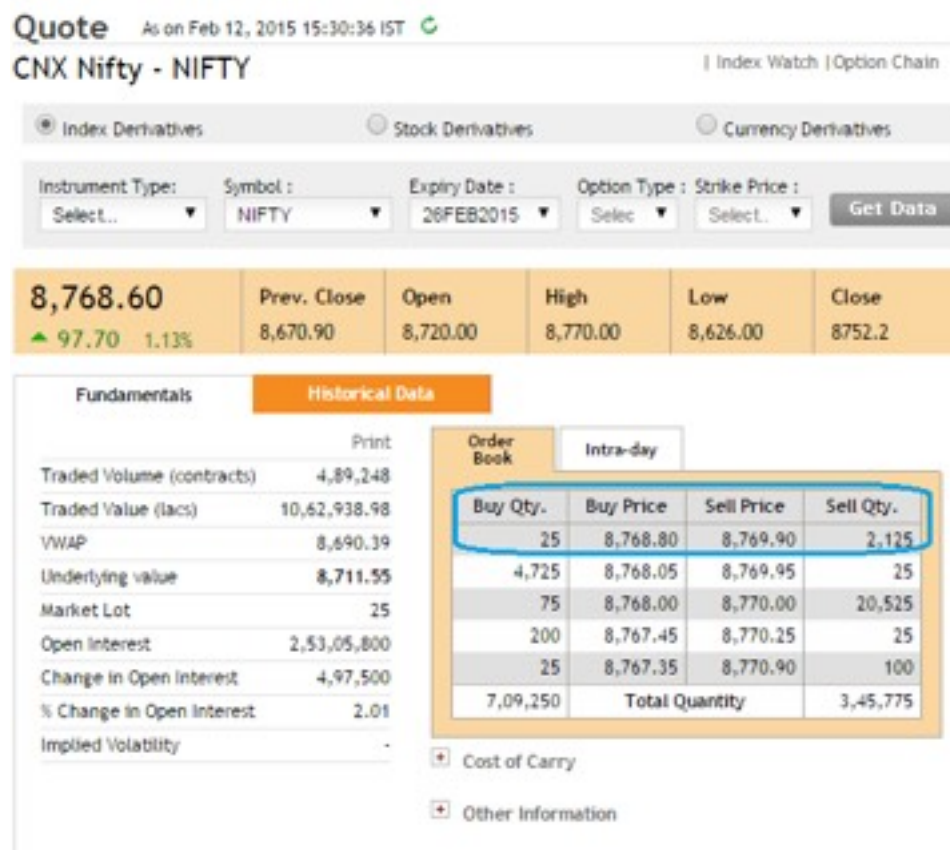 Quote As on Feb 12, 2015 15:30:36 IST
CNX Nifty - NIFTY | Index Watch | Option Chain
Index Derivatives Stock Derivatives Currency Derivatives
Instrument Type: Symbol : Expiry Date : Option Type : Strike Price :
Select... NIFTY 26FEB2015 Selec Select.. Get Data
8,768.60 Prev. Close Open High Low Close
97.70 1.13% 8,670.90 8,720.00 8,770.00 8,626.00 8752.2
Fundamentals Historical Data
Print
Traded Volume (contracts) 4,89,248
Traded Value (lacs) 10,62,938.98
VWAP 8,690.39
Underlying value 8,711.55
Market Lot 25
Open Interest 2,53,05,800
Change in Open Interest 4,97,500
% Change in Open Interest 2.01
Implied Volatility -
Order
Book
Intra-day
Buy Qty. Buy Price Sell Price Sell Qty.
25 8,768.80 8,769.90 2,125
4,725 8,768.05 8,769.95 25
75 8,768.00 8,770.00 20,525
200 8,767.45 8,770.25 25
25 8,767.35 8,770.90 100
7,09,250 Total Quantity 3,45,775
Cost of Carry
Other Information